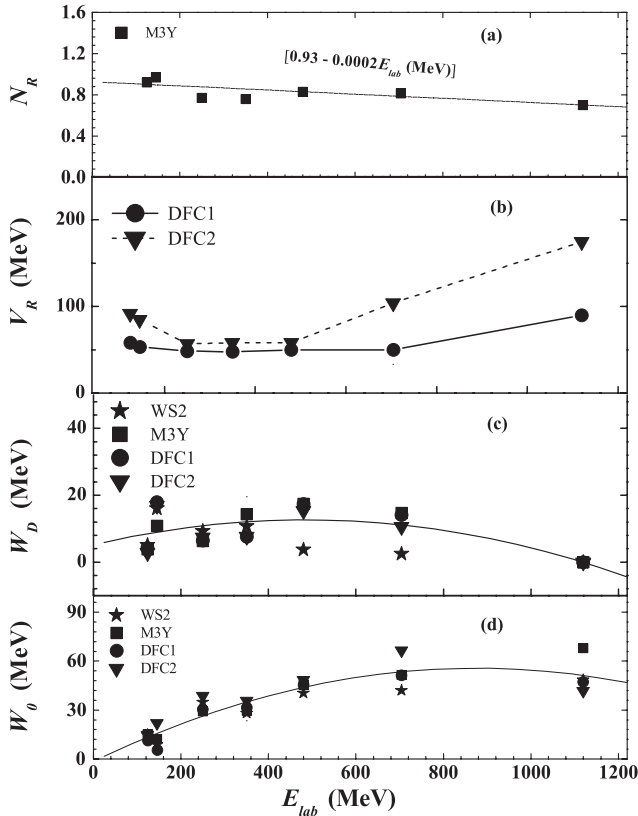 1.6
M3Y
(a)
1.2
[0.93 - 0.0002E_lab (MeV)]
N_R
0.8
0.4
0.0
(b)
DFC1
200
DFC2
V_R (MeV)
100
0
WS2
(c)
40
M3Y
DFC1
DFC2
20
W_D (MeV)
0
90
WS2
(d)
M3Y
DFC1
60
DFC2
W_0 (MeV)
30
0
0 200 400 600 800 1000 1200
E_lab (MeV)